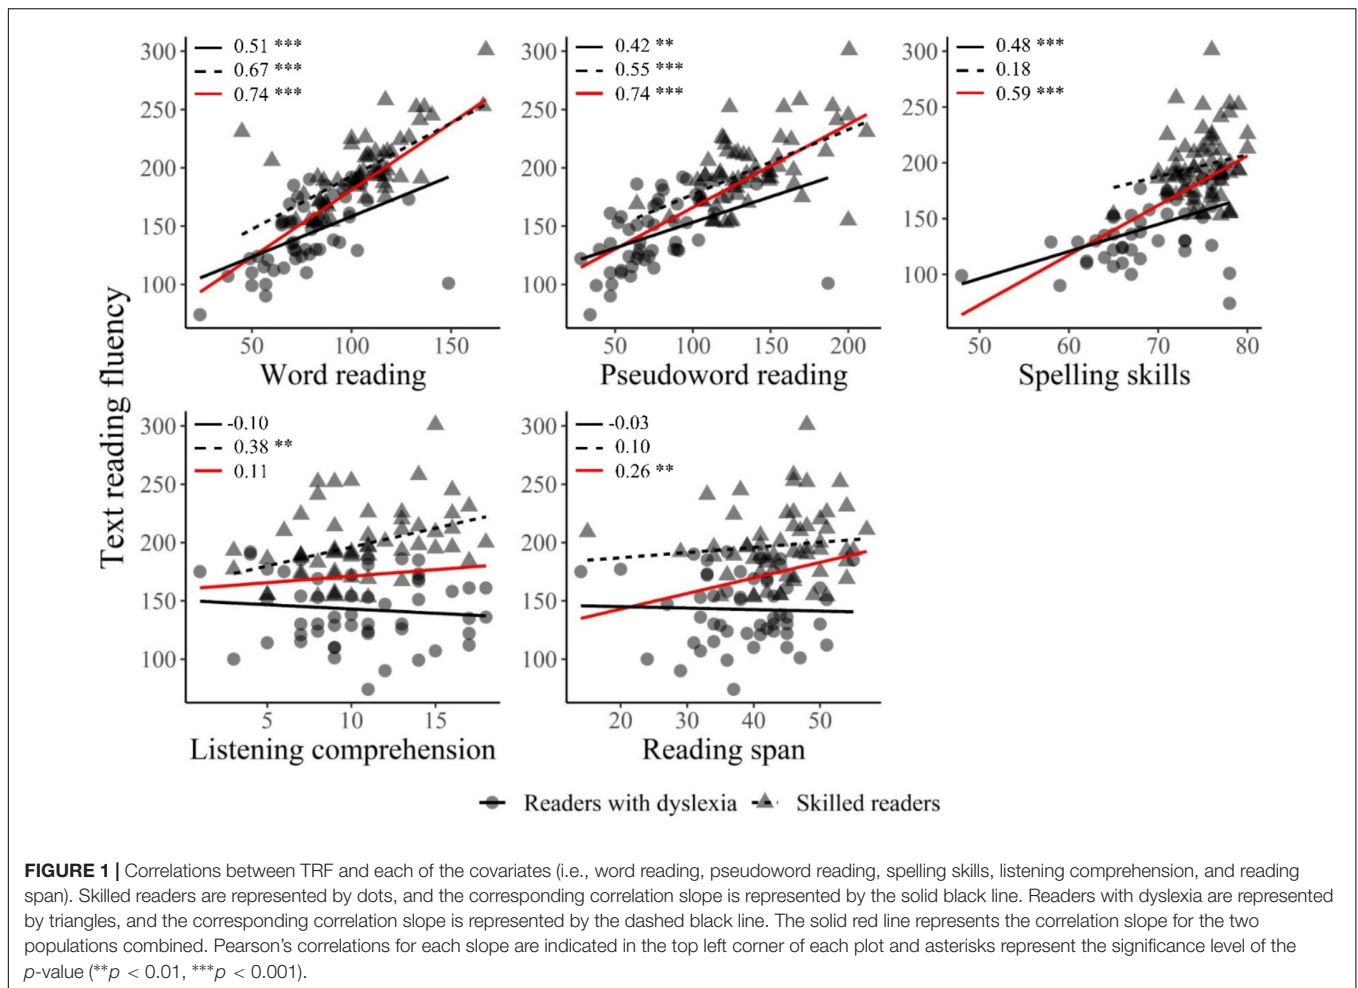 300
250
200
150
100
0.51 ***
0.67 ***
0.74 ***
50 100 150
Word reading
300
250
200
150
100
0.42 **
0.55 ***
0.74 ***
50 100 150 200
Pseudoword reading
300
250
200
150
100
0.48 ***
0.18
0.59 ***
50 60 70 80
Spelling skills
Text reading fluency
300
250
200
150
100
-0.10
0.38 **
0.11
5 10 15
Listening comprehension
300
250
200
150
100
-0.03
0.10
0.26 **
20 30 40 50
Reading span
Readers with dyslexia Skilled readers
FIGURE 1 | Correlations between TRF and each of the covariates (i.e., word reading, pseudoword reading, spelling skills, listening comprehension, and reading
span). Skilled readers are represented by dots, and the corresponding correlation slope is represented by the solid black line. Readers with dyslexia are represented
by triangles, and the corresponding correlation slope is represented by the dashed black line. The solid red line represents the correlation slope for the two
populations combined. Pearson's correlations for each slope are indicated in the top left corner of each plot and asterisks represent the significance level of the
p-value (**p < 0.01, ***p < 0.001).